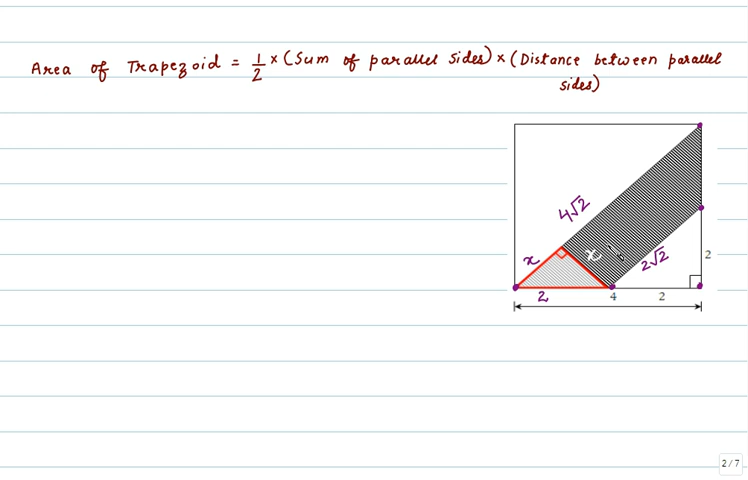 Area of Trapezoid = 1/2 × (Sum of parallel sides) × (Distance between parallel
sides)
4√2
x
x
2√2
2
2
4
2
2/7